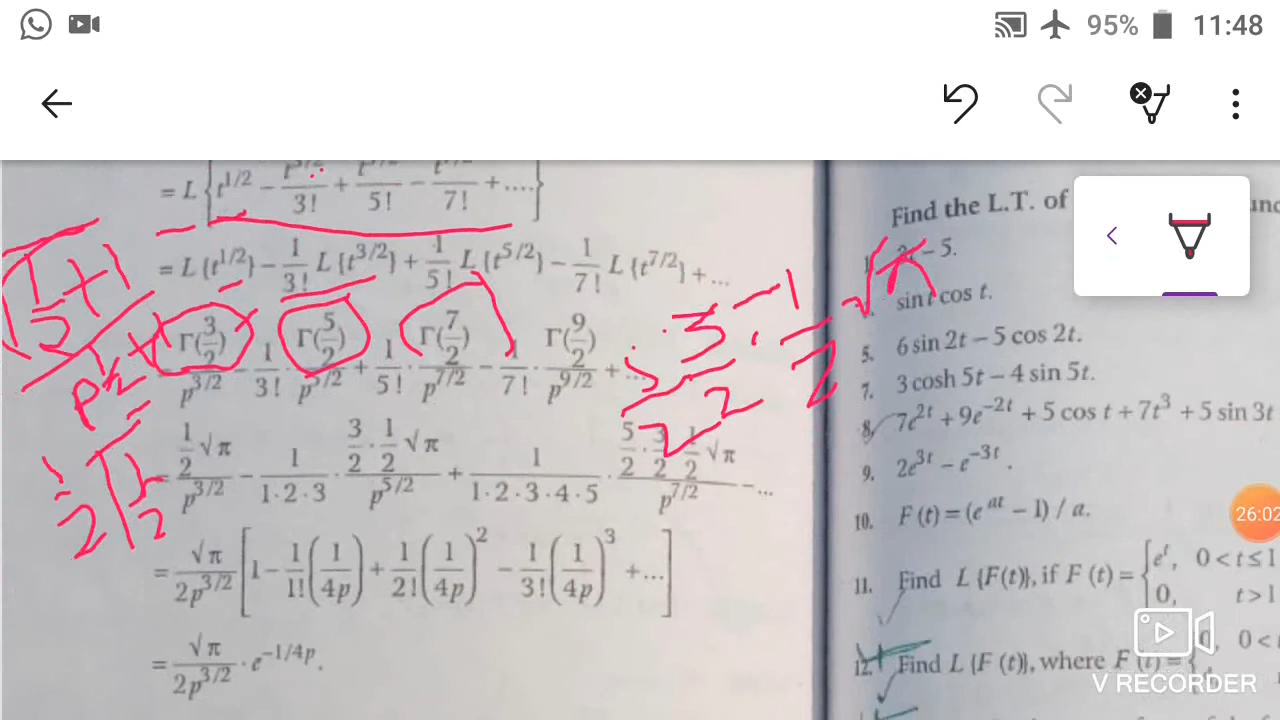 95% 11:48
= L { t^{1/2} − t^{3/2}/3! + t^{5/2}/5! − t^{7/2}/7! + .... }
= L {t^{1/2}} − 1/3! L {t^{3/2}} + 1/5! L {t^{5/2}} − 1/7! L {t^{7/2}} + ...
Γ(3/2)/p^{3/2} − 1/3! · Γ(5/2)/p^{5/2} + 1/5! · Γ(7/2)/p^{7/2} − 1/7! · Γ(9/2)/p^{9/2} + ...
= 1/2 √π / p^{3/2} − 1/1·2·3 · 3/2 · 1/2 √π / p^{5/2} + 1/1·2·3·4·5 · 5/2 · 3/2 · 1/2 √π / p^{7/2} − ...
= √π/2p^{3/2} [ 1 − 1/1! (1/4p) + 1/2! (1/4p)^2 − 1/3! (1/4p)^3 + ... ]
= √π/2p^{3/2} · e^{−1/4p}.
Find the L.T. of
− 5.
sin t cos t.
5. 6 sin 2t − 5 cos 2t.
7. 3 cosh 5t − 4 sin 5t.
8. 7e^{2t} + 9e^{−2t} + 5 cos t + 7t^3 + 5 sin 3t
9. 2e^{3t} − e^{−3t}.
10. F (t) = (e^{at} − 1) / a.
11. Find L {F(t)}, if F (t) = { e^t, 0 < t ≤ 1
0, t > 1
12. Find L {F (t)}, where F (t) = { 0, 0 <
26:02
V RECORDER